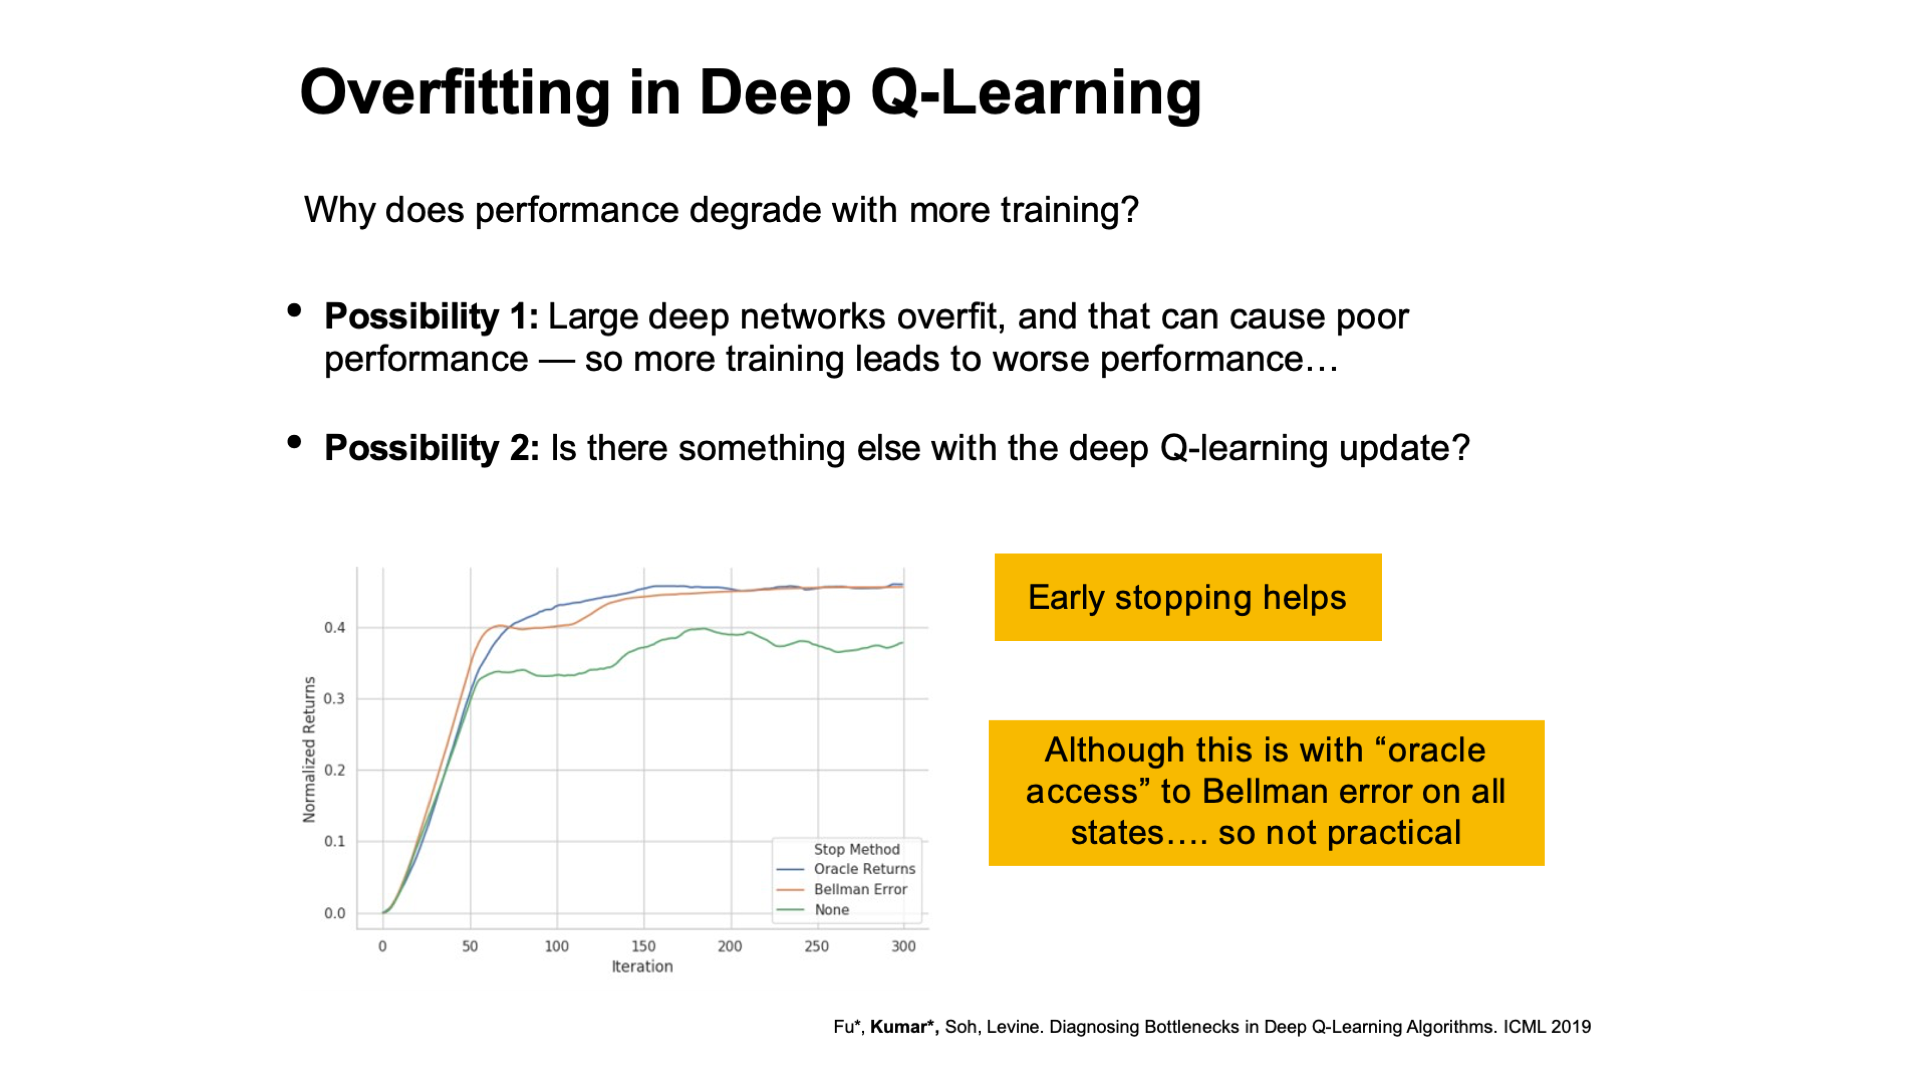 Overfitting in Deep Q-Learning
Why does performance degrade with more training?
• Possibility 1: Large deep networks overfit, and that can cause poor
performance — so more training leads to worse performance…
• Possibility 2: Is there something else with the deep Q-learning update?
Early stopping helps
Although this is with “oracle
access” to Bellman error on all
states…. so not practical
Normalized Returns
0.4
0.3
0.2
0.1
0.0
0 50 100 150 200 250 300
Iteration
Stop Method
Oracle Returns
Bellman Error
None
Fu*, Kumar*, Soh, Levine. Diagnosing Bottlenecks in Deep Q-Learning Algorithms. ICML 2019